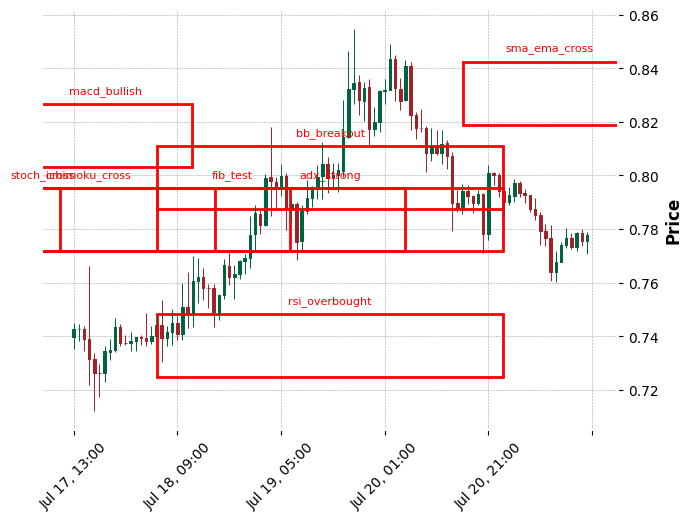 0.86
sma_ema_cross
0.84
macd_bullish
0.82
bb_breakout
0.80
stoch_cross
ichimoku_cross
fib_test
adx_strong
0.78
Price
0.76
rsi_overbought
0.74
0.72
Jul 17, 13:00
Jul 18, 09:00
Jul 19, 05:00
Jul 20, 01:00
Jul 20, 21:00